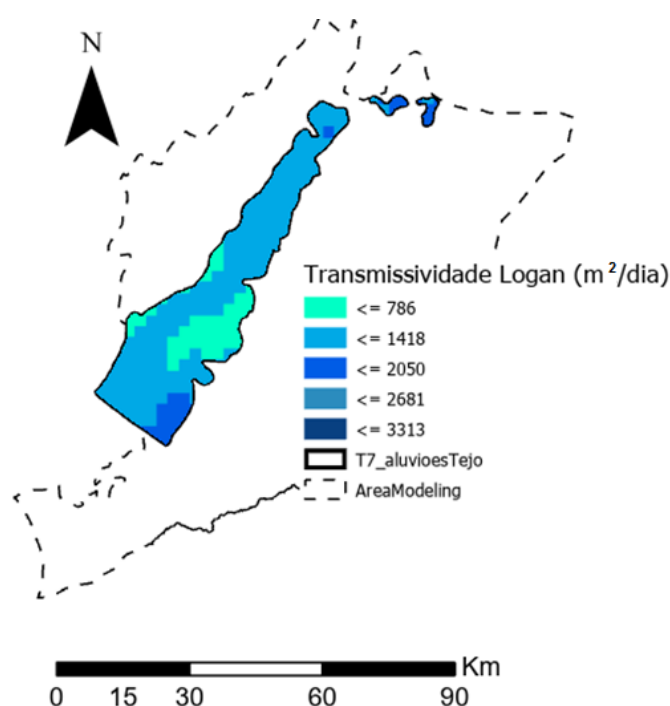 N
Transmissividade Logan (m²/dia)
<= 786
<= 1418
<= 2050
<= 2681
<= 3313
T7_aluvioesTejo
AreaModeling
Km
0 15 30 60 90